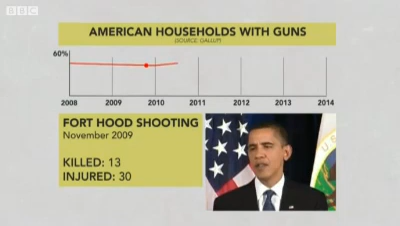 BBC
AMERICAN HOUSEHOLDS WITH GUNS
(SOURCE: GALLUP)
60%
2008 2009 2010 2011 2012 2013 2014
FORT HOOD SHOOTING
November 2009
KILLED: 13
INJURED: 30